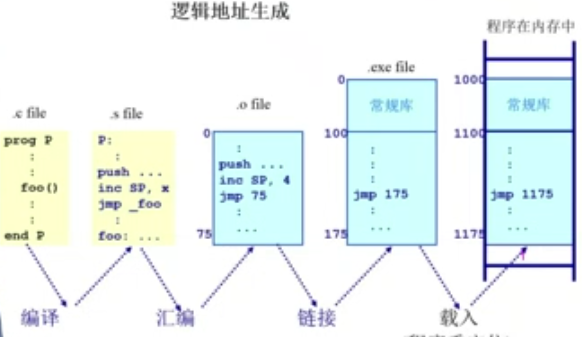 逻辑地址生成
程序在内存中
.c file
prog P
:
:
foo()
:
:
end P
.s file
P:
:
push ...
inc SP, x
jmp _foo
:
foo: ...
.o file
0
:
push ...
inc SP, 4
jmp 75
:
...
75
.exe file
0
常规库
100
:
:
:
jmp 175
:
...
175
1000
常规库
1100
:
:
:
jmp 1175
:
...
1175
编译
汇编
链接
载入